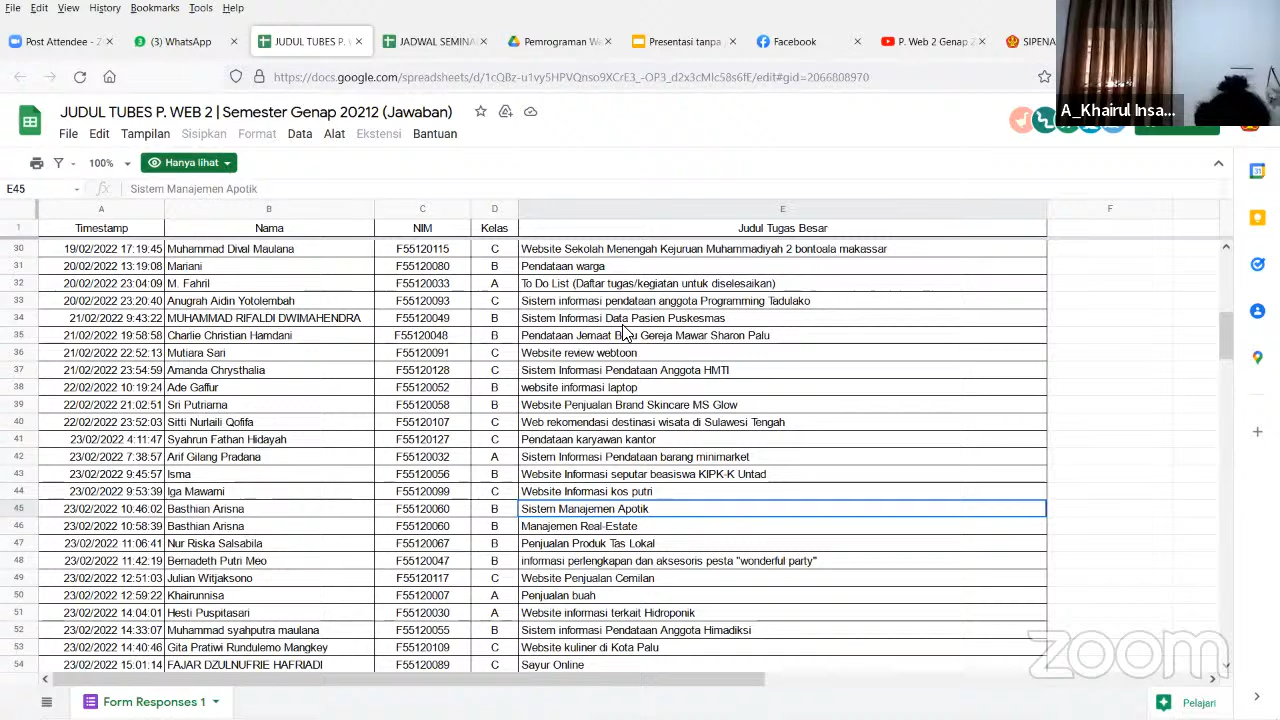 File Edit View History Bookmarks Tools Help
Post Attendee - Z (3) WhatsApp JUDUL TUBES P. JADWAL SEMINA Pemrograman We Presentasi tanpa Facebook P. Web 2 Genap 2 SIPENA
https://docs.google.com/spreadsheets/d/1cQBz-u1vy5HPVQnso9XCrE3_-OP3_d2x3cMlc58s6fE/edit#gid=2066808970
A_Khairul Insa...
JUDUL TUBES P. WEB 2 | Semester Genap 20212 (Jawaban)
File Edit Tampilan Sisipkan Format Data Alat Ekstensi Bantuan
100% Hanya lihat
E45 fx Sistem Manajemen Apotik
A B C D E F
1 Timestamp Nama NIM Kelas Judul Tugas Besar
30 19/02/2022 17:19:45 Muhammad Dival Maulana F55120115 C Website Sekolah Menengah Kejuruan Muhammadiyah 2 bontoala makassar
31 20/02/2022 13:19:08 Mariani F55120080 B Pendataan warga
32 20/02/2022 23:04:09 M. Fahril F55120033 A To Do List (Daftar tugas/kegiatan untuk diselesaikan)
33 20/02/2022 23:20:40 Anugrah Aidin Yotolembah F55120093 C Sistem informasi pendataan anggota Programming Tadulako
34 21/02/2022 9:43:22 MUHAMMAD RIFALDI DWIMAHENDRA F55120049 B Sistem Informasi Data Pasien Puskesmas
35 21/02/2022 19:58:58 Charlie Christian Hamdani F55120048 B Pendataan Jemaat Gereja Mawar Sharon Palu
36 21/02/2022 22:52:13 Mutiara Sari F55120091 C Website review webtoon
37 21/02/2022 23:54:59 Amanda Chrysthalia F55120128 C Sistem Informasi Pendataan Anggota HMTI
38 22/02/2022 10:19:24 Ade Gaffur F55120052 B website informasi laptop
39 22/02/2022 21:02:51 Sri Putriama F55120058 B Website Penjualan Brand Skincare MS Glow
40 22/02/2022 23:52:03 Sitti Nurlaili Qofifa F55120107 C Web rekomendasi destinasi wisata di Sulawesi Tengah
41 23/02/2022 4:11:47 Syahrun Fathan Hidayah F55120127 C Pendataan karyawan kantor
42 23/02/2022 7:38:57 Arif Gilang Pradana F55120032 A Sistem Informasi Pendataan barang minimarket
43 23/02/2022 9:45:57 Isma F55120056 B Website Informasi seputar beasiswa KIPK-K Untad
44 23/02/2022 9:53:39 Iga Mawarni F55120099 C Website Informasi kos putri
45 23/02/2022 10:46:02 Basthian Arisna F55120060 B Sistem Manajemen Apotik
46 23/02/2022 10:58:39 Basthian Arisna F55120060 B Manajemen Real-Estate
47 23/02/2022 11:06:41 Nur Riska Salsabila F55120067 B Penjualan Produk Tas Lokal
48 23/02/2022 11:42:19 Bernadeth Putri Meo F55120047 B informasi perlengkapan dan aksesoris pesta "wonderful party"
49 23/02/2022 12:51:03 Julian Witjaksono F55120117 C Website Penjualan Cemilan
50 23/02/2022 12:59:22 Khairunnisa F55120007 A Penjualan buah
51 23/02/2022 14:04:01 Hesti Puspitasari F55120030 A Website informasi terkait Hidroponik
52 23/02/2022 14:33:07 Muhammad syahputra maulana F55120055 B Sistem informasi Pendataan Anggota Himadiksi
53 23/02/2022 14:40:46 Gita Pratiwi Rundulemo Mangkey F55120109 C Website kuliner di Kota Palu
54 23/02/2022 15:01:14 FAJAR DZULNUFRIE HAFRIADI F55120089 C Sayur Online
zoom
Form Responses 1 Pelajari